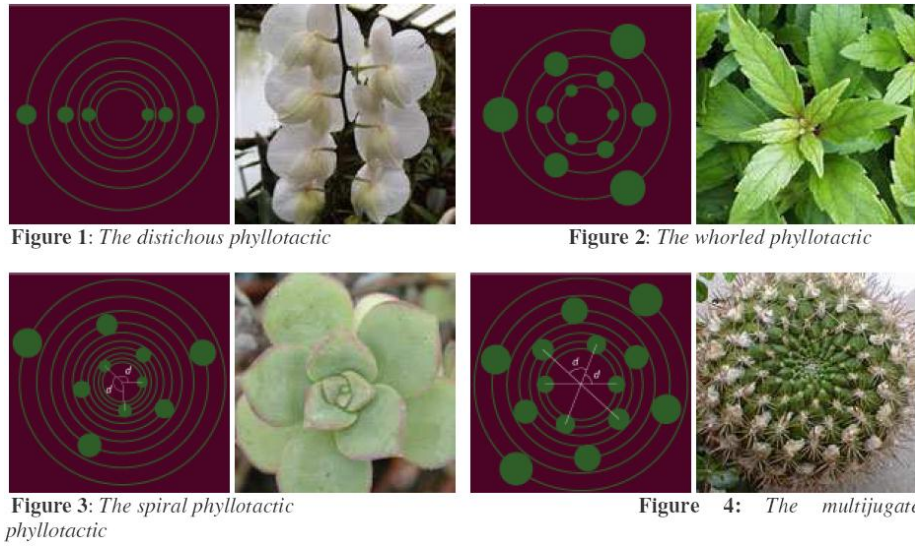 Figure 1: The distichous phyllotactic
Figure 2: The whorled phyllotactic
d
d
d
d
Figure 3: The spiral phyllotactic
Figure 4: The multijugate
phyllotactic